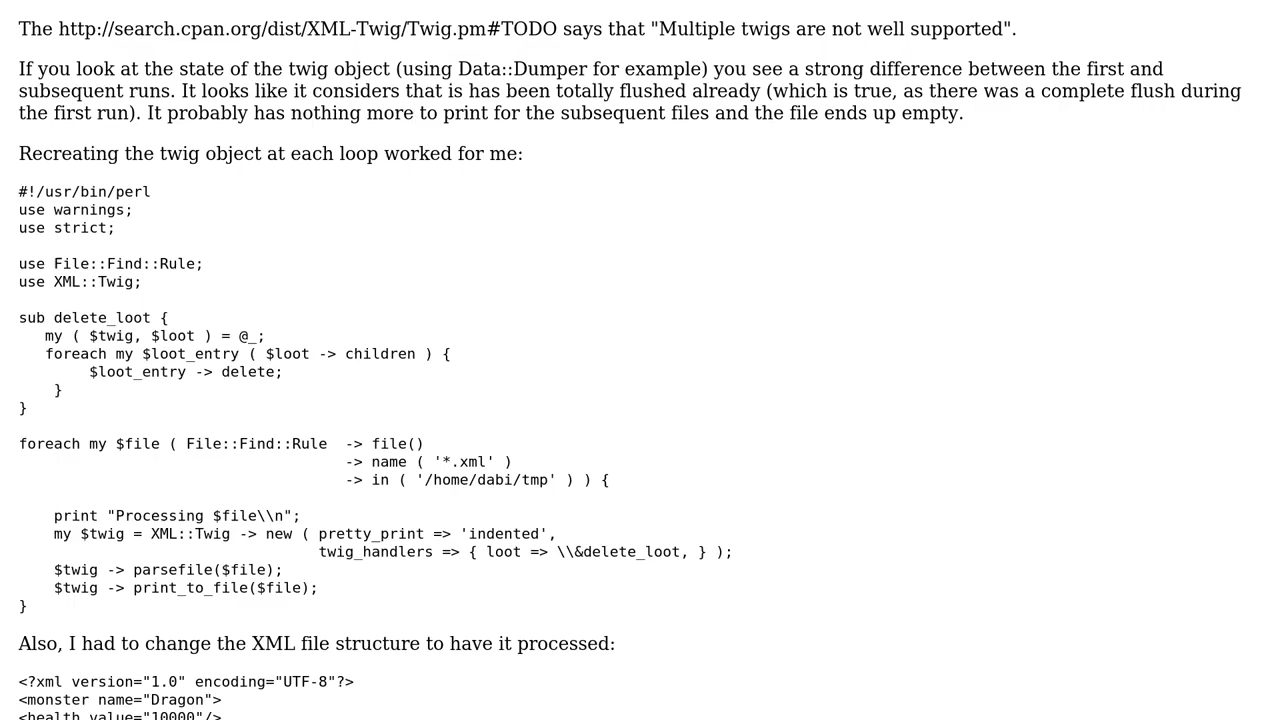 The http://search.cpan.org/dist/XML-Twig/Twig.pm#TODO says that "Multiple twigs are not well supported".
If you look at the state of the twig object (using Data::Dumper for example) you see a strong difference between the first and
subsequent runs. It looks like it considers that is has been totally flushed already (which is true, as there was a complete flush during
the first run). It probably has nothing more to print for the subsequent files and the file ends up empty.
Recreating the twig object at each loop worked for me:
#!/usr/bin/perl
use warnings;
use strict;
use File::Find::Rule;
use XML::Twig;
sub delete_loot {
   my ( $twig, $loot ) = @_;
   foreach my $loot_entry ( $loot -> children ) {
        $loot_entry -> delete;
    }
}
foreach my $file ( File::Find::Rule  -> file()
                                     -> name ( '*.xml' )
                                     -> in ( '/home/dabi/tmp' ) ) {
    print "Processing $file\\n";
    my $twig = XML::Twig -> new ( pretty_print => 'indented',
                                  twig_handlers => { loot => \\&delete_loot, } );
    $twig -> parsefile($file);
    $twig -> print_to_file($file);
}
Also, I had to change the XML file structure to have it processed:
<?xml version="1.0" encoding="UTF-8"?>
<monster name="Dragon">
<health value="10000"/>